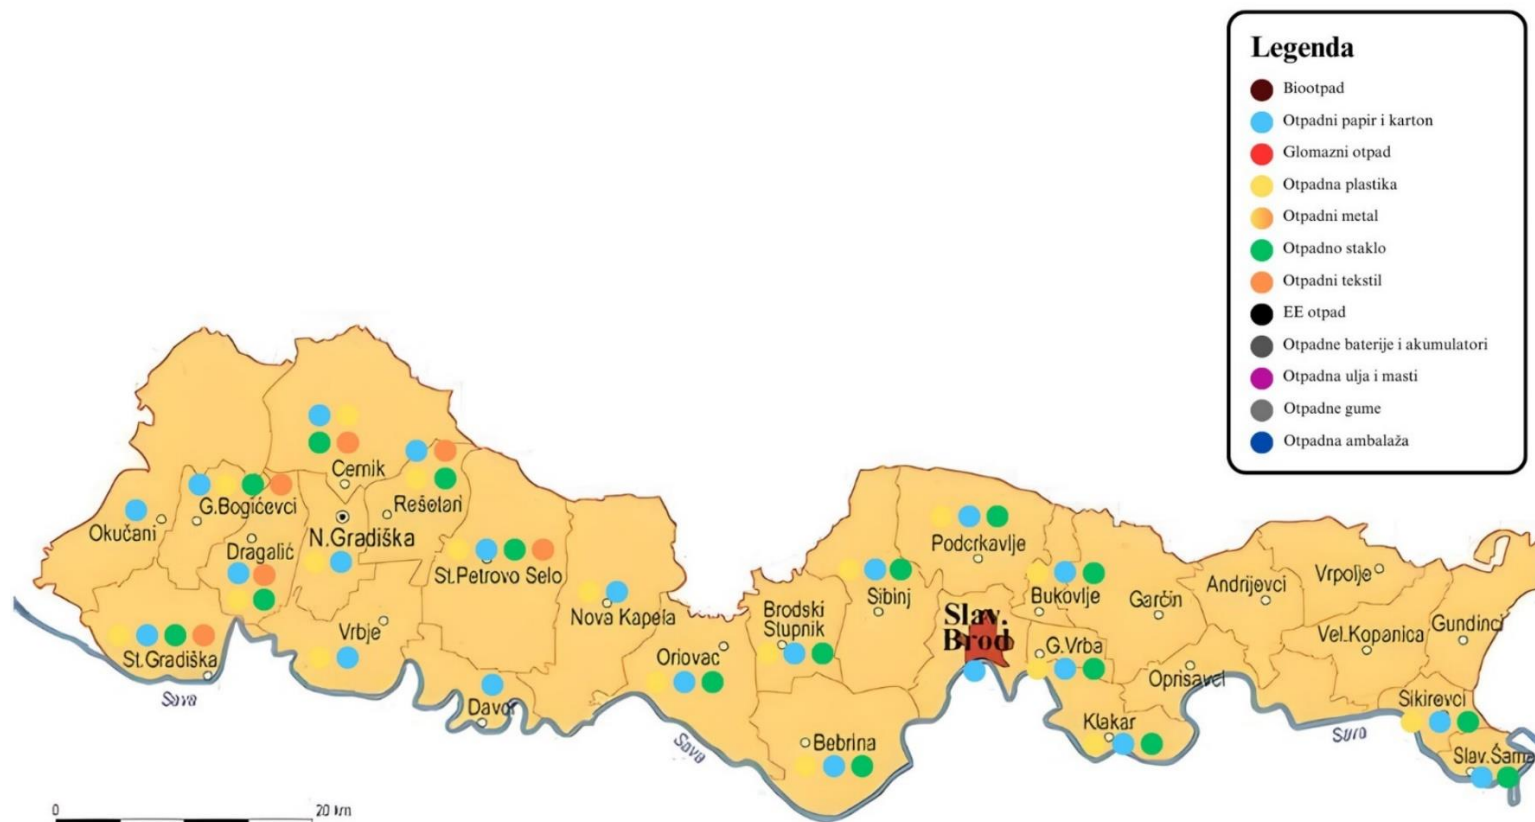 Legenda
Biootpad
Otpadni papir i karton
Glomazni otpad
Otpadna plastika
Otpadni metal
Otpadno staklo
Otpadni tekstil
EE otpad
Otpadne baterije i akumulatori
Otpadna ulja i masti
Otpadne gume
Otpadna ambalaža
Cernik
Rešetari
G.Bogićevci
Okučani
N.Gradiška
Dragalić
St.Petrovo Selo
Nova Kapela
Vrbje
St.Gradiška
Sava
Davor
Oriovac
Sava
Brodski
Stupnik
Sibinj
Podcrkavlje
Bebrina
Slav.
Brod
Bukovlje
G.Vrba
Garčin
Klakar
Oprisavci
Andrijevci
Vrpolje
Vel.Kopanica
Gundinci
Sikirevci
Sava
Slav.Šama
0
20 km